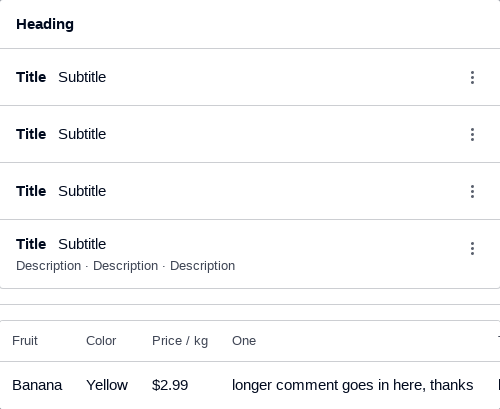 Heading
Title Subtitle
Title Subtitle
Title Subtitle
Title Subtitle
Description · Description · Description
Fruit Color Price / kg One
Banana Yellow $2.99 longer comment goes in here, thanks